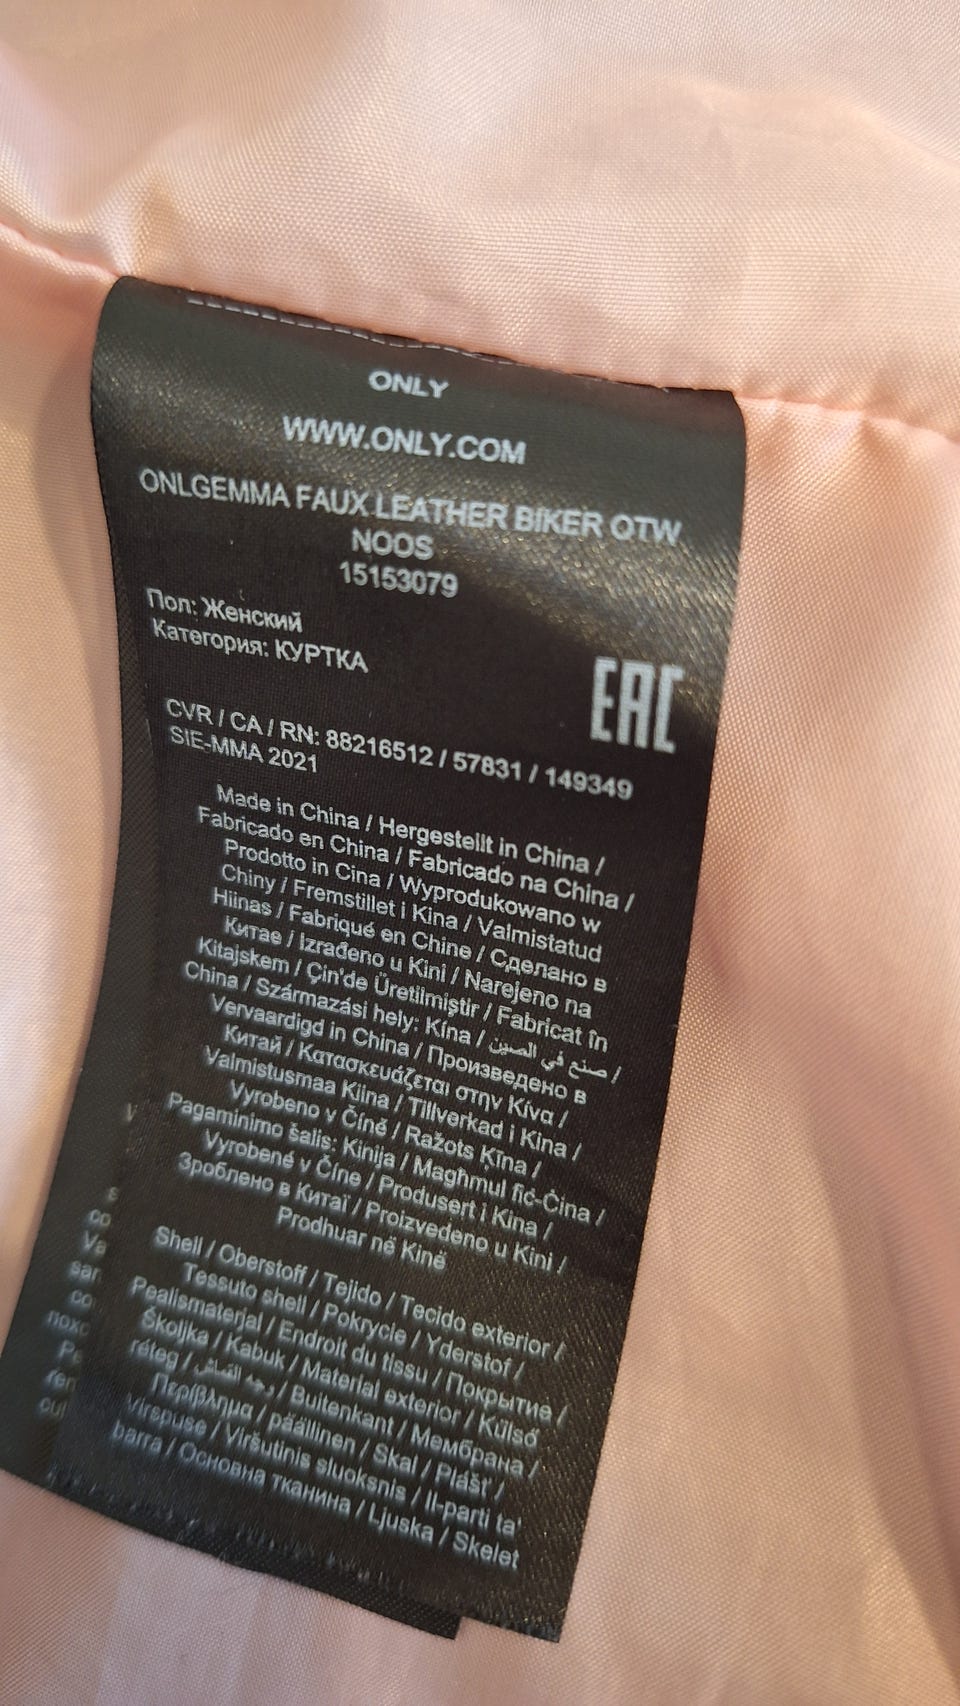 ONLY
WWW.ONLY.COM
ONLGEMMA FAUX LEATHER BIKER OTW
NOOS
15153079
Пол: Женский
Категория: КУРТКА
EAC
CVR / CA / RN: 88216512 / 57831 / 149349
SIE-MMA 2021
Made in China / Hergestellt in China /
Fabricado en China / Fabricado na China /
Prodotto in Cina / Wyprodukowano w
Chiny / Fremstillet i Kina / Valmistatud
Hiinas / Fabriqué en Chine / Сделано в
Китае / Izrađeno u Kini / Narejeno na
Kitajskem / Çin'de Üretilmiştir / Fabricat în
China / Származási hely: Kína / صنع في الصين /
Vervaardigd in China / Произведено в
Китай / Κατασκευάζεται στην Κίνα /
Valmistusmaa Kiina / Tillverkad i Kina /
Vyrobeno v Číně / Ražots Ķīna /
Pagaminimo šalis: Kinija / Magħmul fiċ-Ċina /
Vyrobené v Číne / Produsert i Kina /
Зроблено в Китаї / Proizvedeno u Kini /
Prodhuar në Kinë
Shell / Oberstoff / Tejido / Tecido exterior /
Tessuto shell / Pokrycie / Yderstof /
Pealismaterjal / Endroit du tissu / Покрытие /
Školjka / Kabuk / Material exterior / Külső
réteg / وجه القماش / Buitenkant / Мембрана /
Περίβλημα / päällinen / Skal / Plášť /
Virspuse / Viršutinis sluoksnis / Il-parti ta'
barra / Основна тканина / Ljuska / Skelet